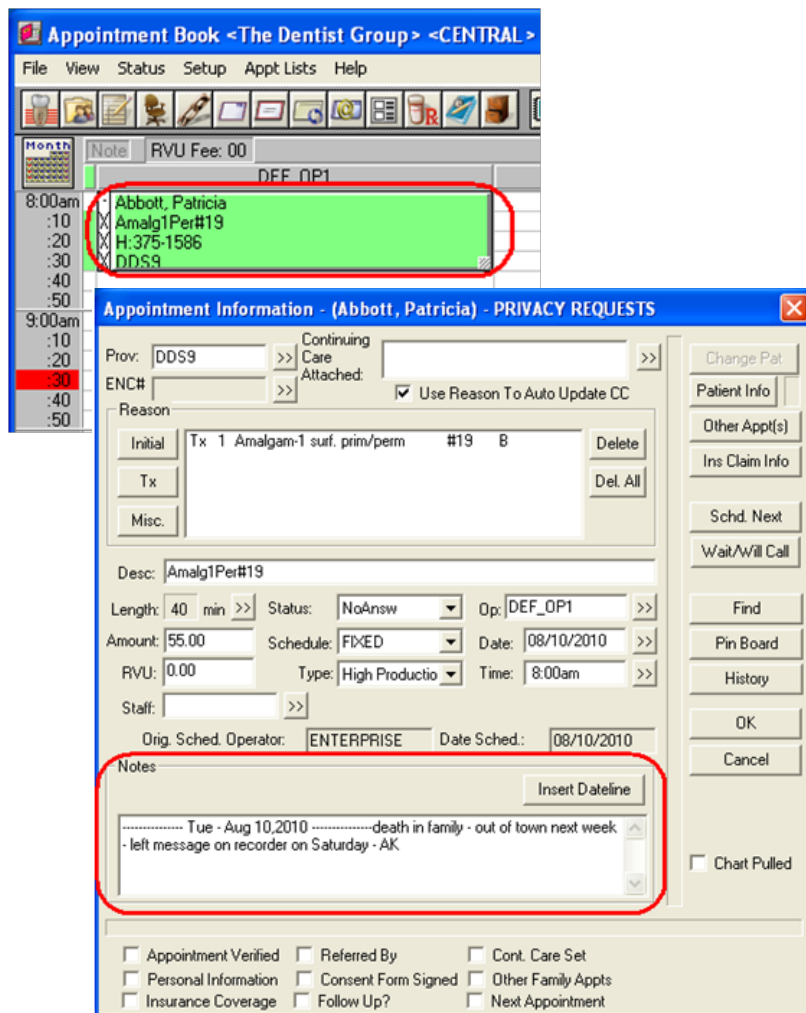 Appointment Book <The Dentist Group> <CENTRAL>
File View Status Setup Appt Lists Help
Month Note RVU Fee: 00
DEF_OP1
8:00am Abbott, Patricia
:10 X Amalg1Per#19
:20 X H:375-1586
:30 X DDS9
:40
:50
9:00am
:10
:20
:30
:40
:50
Appointment Information - (Abbott, Patricia) - PRIVACY REQUESTS
Prov: DDS9 >> Continuing Care Attached: >>
ENC# >> Use Reason To Auto Update CC
Reason
Initial Tx 1 Amalgam-1 surf. prim/perm #19 B Delete
Tx Del. All
Misc.
Desc: Amalg1Per#19
Length: 40 min >> Status: NoAnsw Op: DEF_OP1 >>
Amount: 55.00 Schedule: FIXED Date: 08/10/2010 >>
RVU: 0.00 Type: High Productio Time: 8:00am >>
Staff: >>
Orig. Sched. Operator: ENTERPRISE Date Sched.: 08/10/2010
Notes
Insert Dateline
--------------- Tue - Aug 10,2010 ---------------death in family - out of town next week
- left message on recorder on Saturday - AK
Change Pat
Patient Info
Other Appt(s)
Ins Claim Info
Schd. Next
Wait/Will Call
Find
Pin Board
History
OK
Cancel
Chart Pulled
Appointment Verified Referred By Cont. Care Set
Personal Information Consent Form Signed Other Family Appts
Insurance Coverage Follow Up? Next Appointment